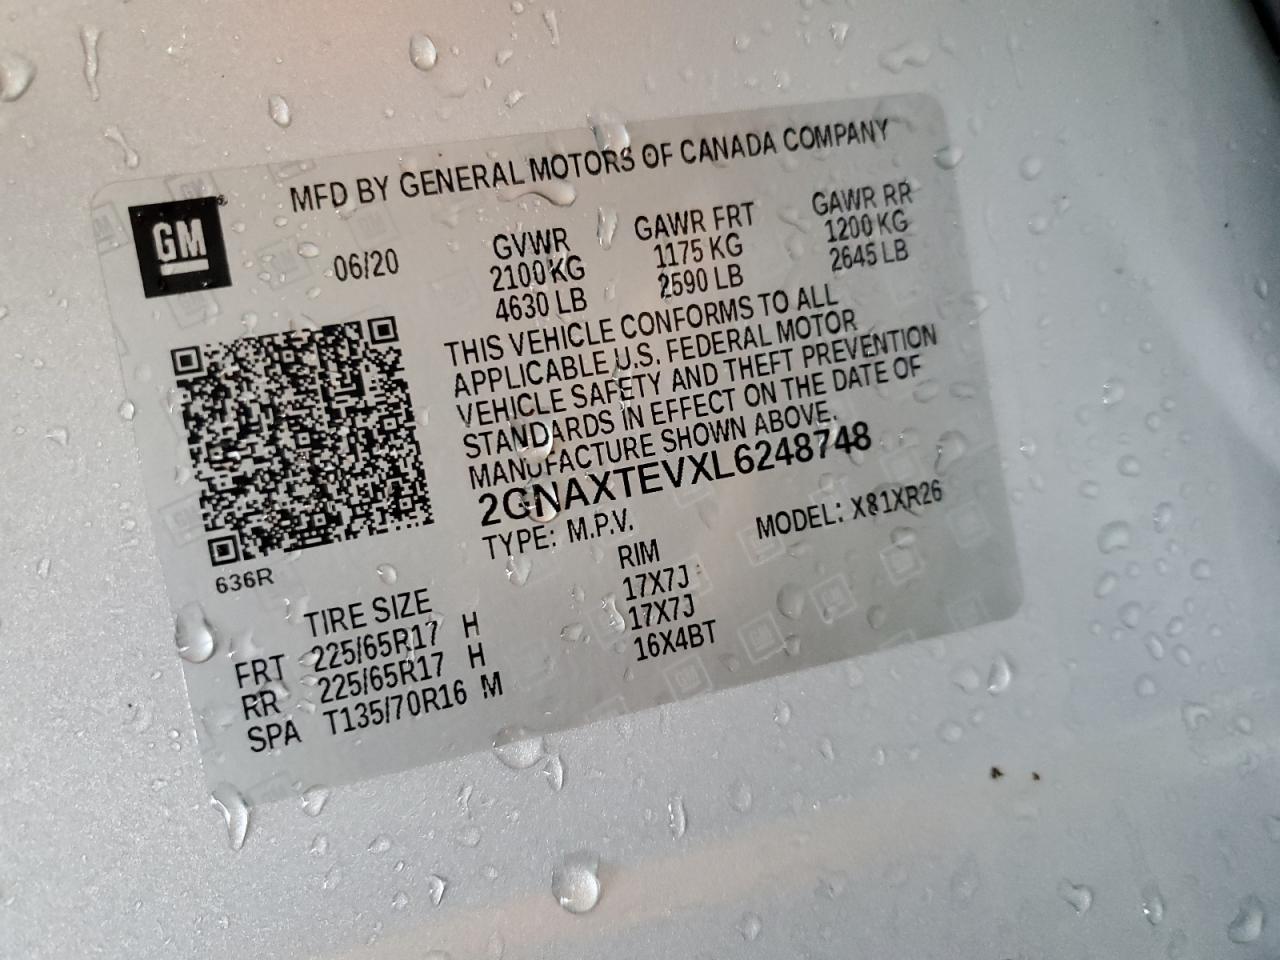 MFD BY GENERAL MOTORS OF CANADA COMPANY
GM
06/20
GVWR GAWR FRT GAWR RR
2100KG 1175 KG 1200 KG
4630 LB 2590 LB 2645 LB
THIS VEHICLE CONFORMS TO ALL
APPLICABLE U.S. FEDERAL MOTOR
VEHICLE SAFETY AND THEFT PREVENTION
STANDARDS IN EFFECT ON THE DATE OF
MANUFACTURE SHOWN ABOVE.
2GNAXTEVXL6248748
TYPE: M.P.V. MODEL: X81XR26
636R
TIRE SIZE RIM
FRT 225/65R17 H 17X7J
RR 225/65R17 H 17X7J
SPA T135/70R16 M 16X4BT